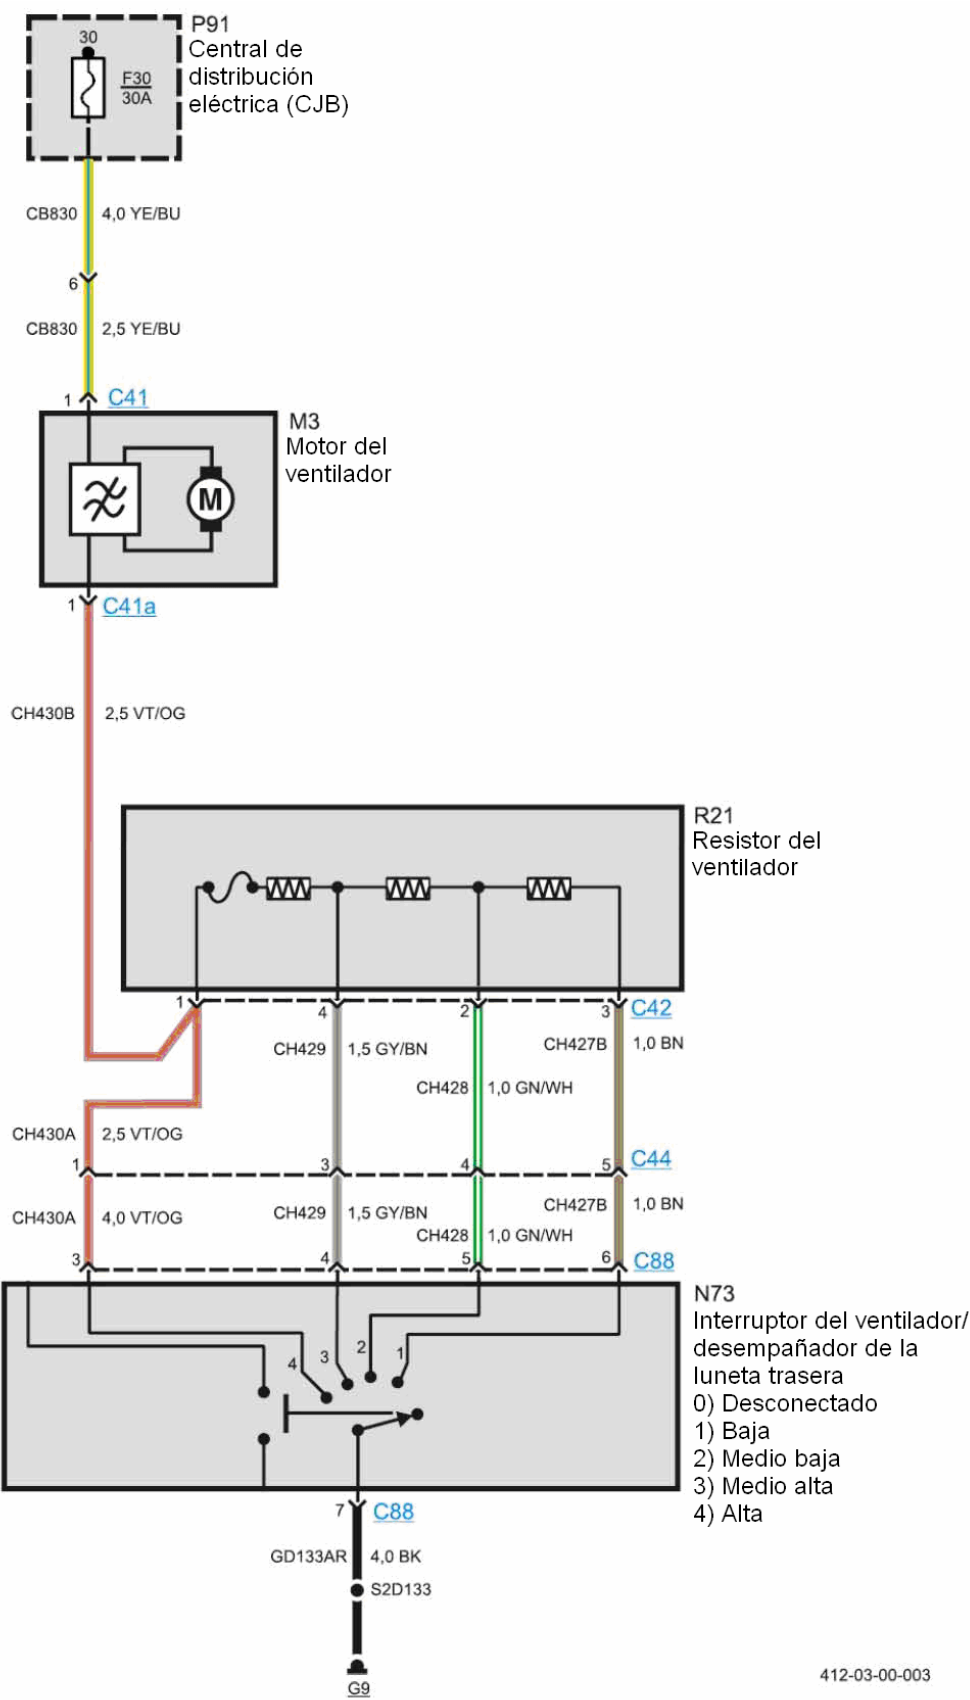 P91
Central de
distribución
eléctrica (CJB)
30
F30
30A
CB830 4,0 YE/BU
6
CB830 2,5 YE/BU
1 C41
M3
Motor del
ventilador
M
1 C41a
CH430B 2,5 VT/OG
R21
Resistor del
ventilador
1 4 2 3 C42
CH429 1,5 GY/BN CH427B 1,0 BN
CH428 1,0 GN/WH
CH430A 2,5 VT/OG
1 3 4 5 C44
CH430A 4,0 VT/OG CH429 1,5 GY/BN CH427B 1,0 BN
CH428 1,0 GN/WH
3 4 5 6 C88
N73
Interruptor del ventilador/
desempañador de la
luneta trasera
0) Desconectado
1) Baja
2) Medio baja
3) Medio alta
4) Alta
4 3 2 1
7 C88
GD133AR 4,0 BK
S2D133
G9
412-03-00-003